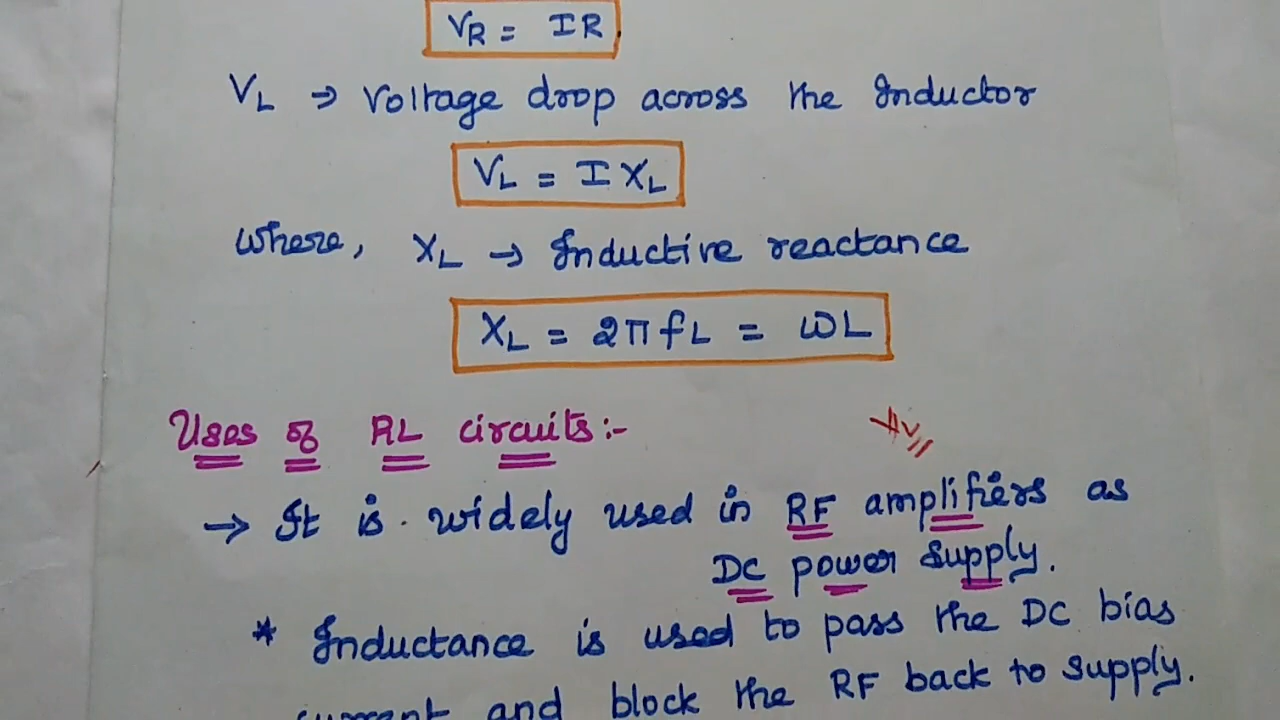 VR = IR
VL → Voltage drop across the Inductor
VL = I XL
Where, XL → Inductive reactance
XL = 2πfL = ωL
Uses of RL circuits:-
→ It is widely used in RF amplifiers as
DC power supply.
* Inductance is used to pass the DC bias
current and block the RF back to supply.